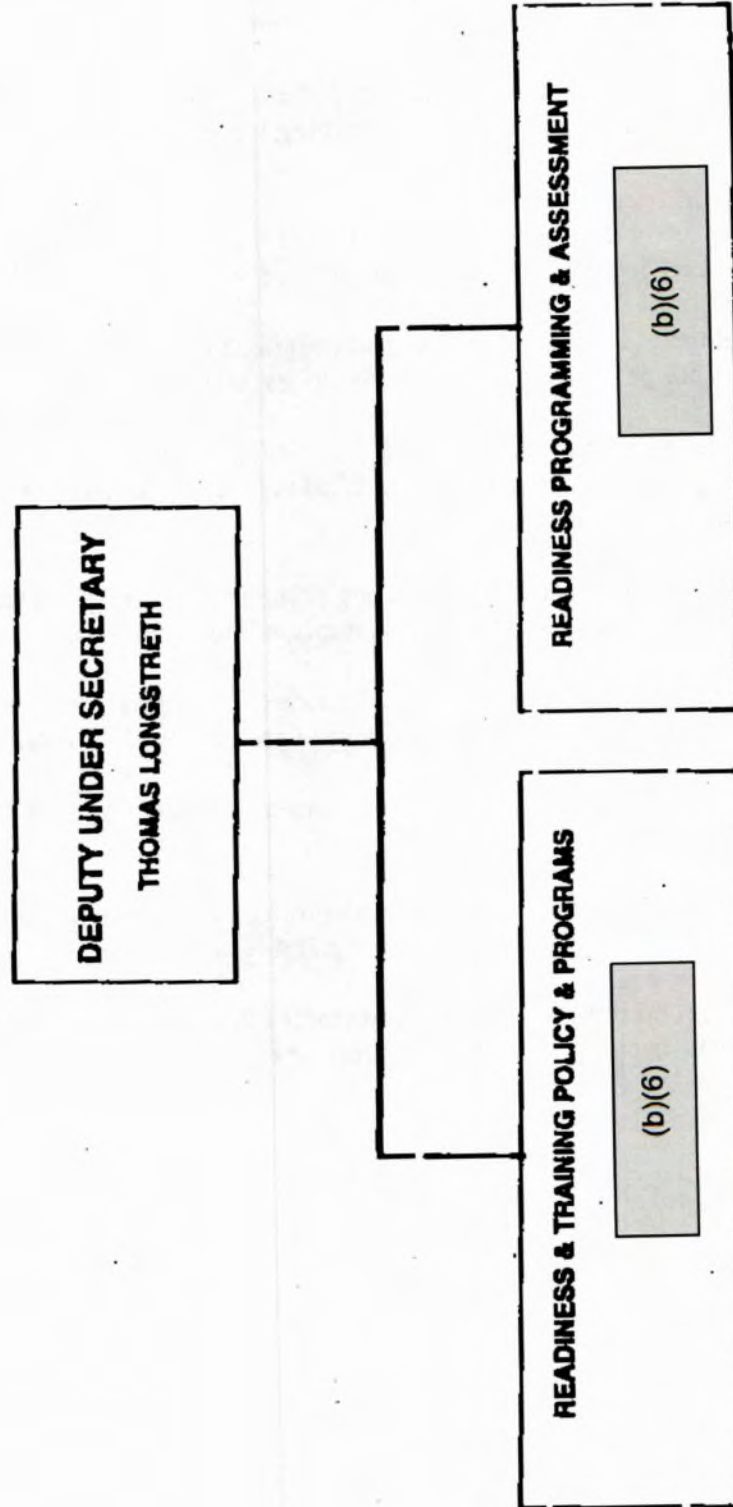 DEPUTY UNDER SECRETARY
THOMAS LONGSTRETH
READINESS & TRAINING POLICY & PROGRAMS
(b)(6)
READINESS PROGRAMMING & ASSESSMENT
(b)(6)